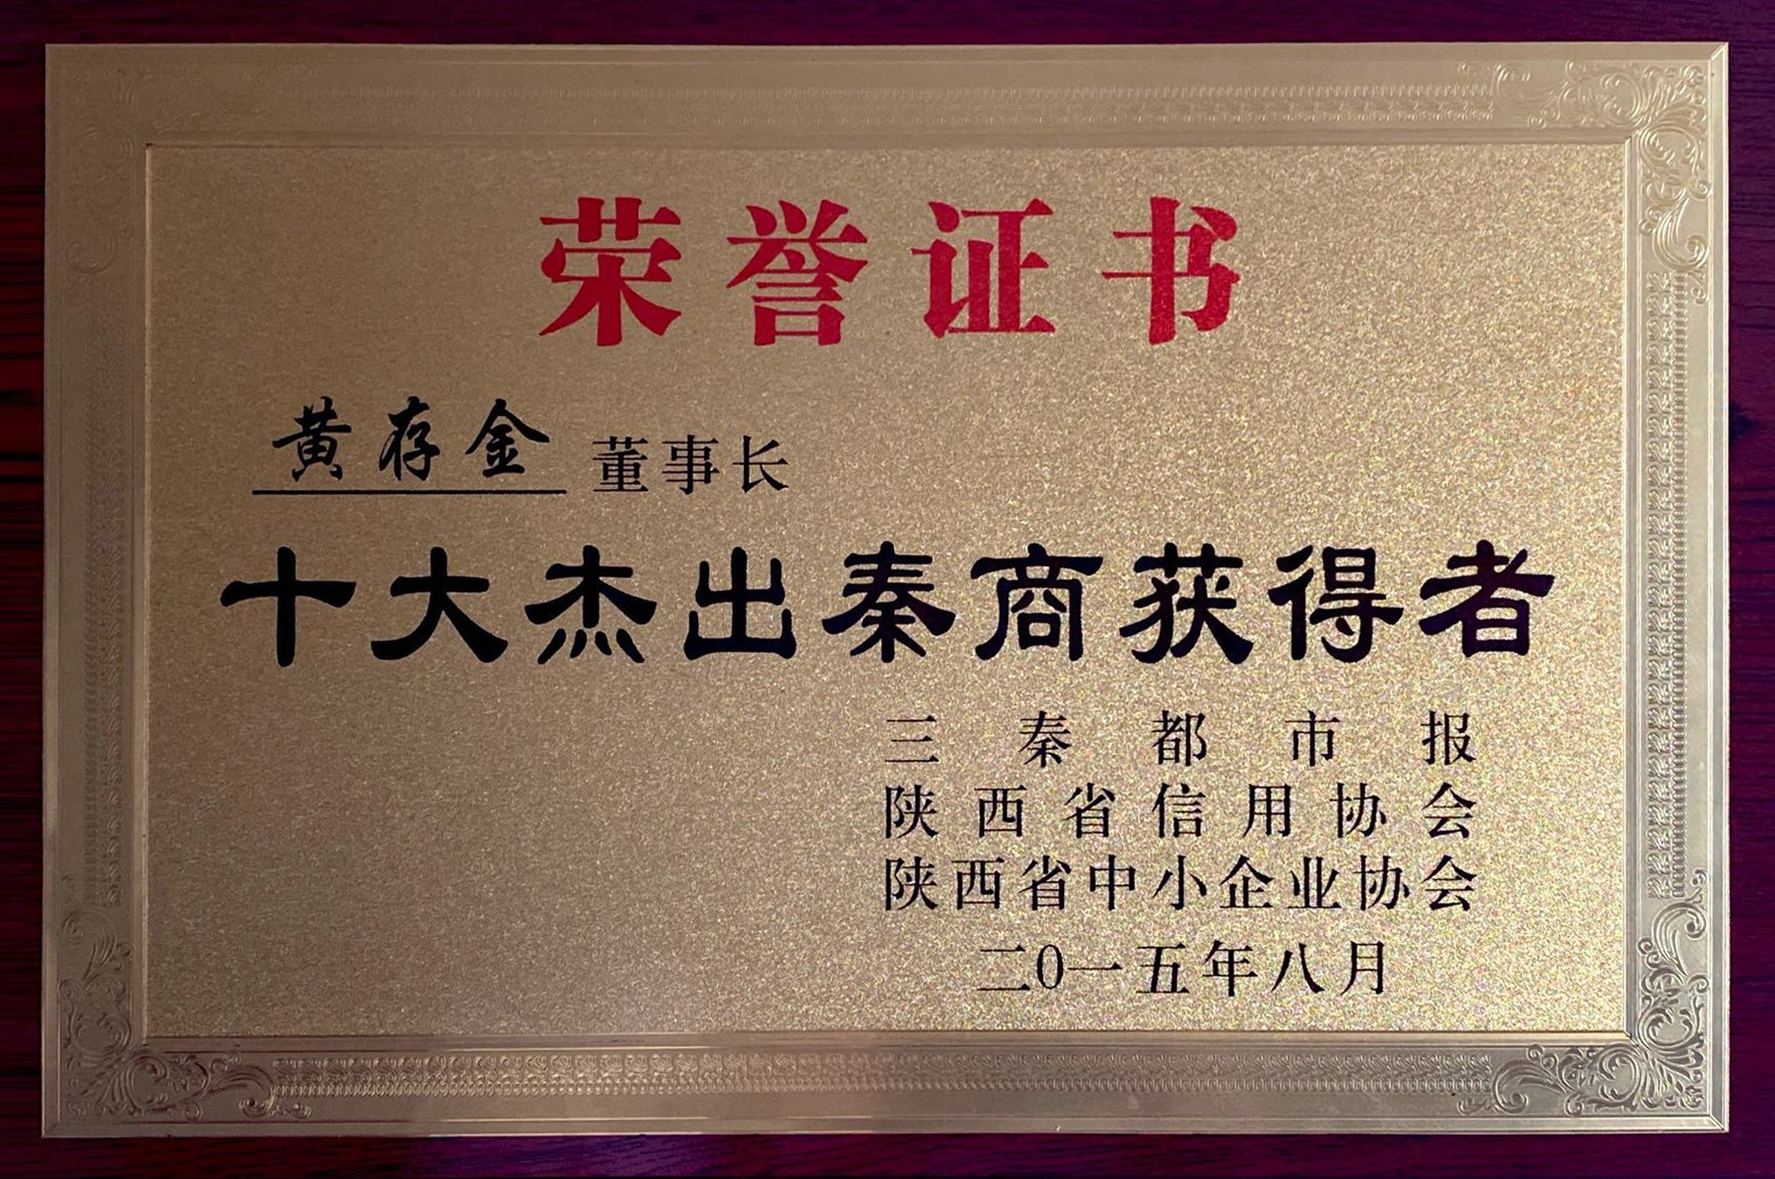 荣誉证书
黄存金 董事长
十大杰出秦商获得者
三秦都市报
陕西省信用协会
陕西省中小企业协会
二0一五年八月